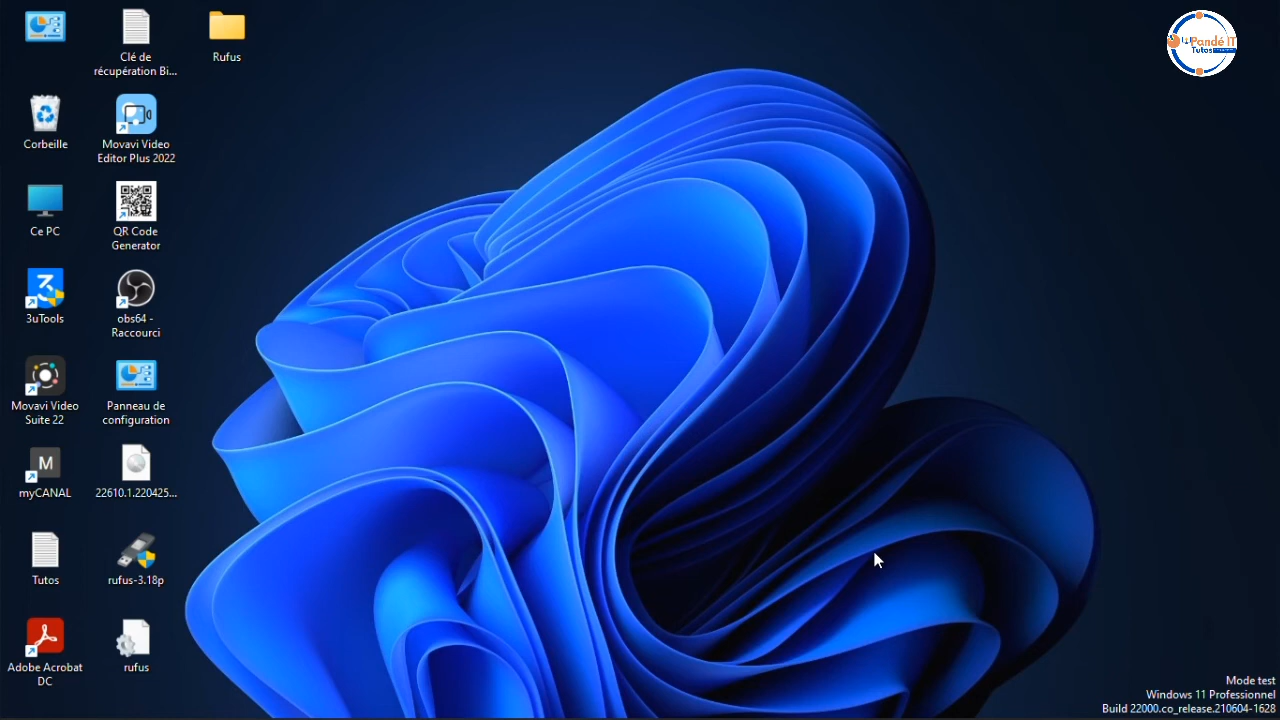 Clé de
récupération Bi...
Rufus
Corbeille
Movavi Video
Editor Plus 2022
Ce PC
QR Code
Generator
3uTools
obs64 -
Raccourci
Movavi Video
Suite 22
Panneau de
configuration
M
myCANAL
22610.1.220425...
Tutos
rufus-3.18p
Adobe Acrobat
DC
rufus
Pandé IT
Tutos
Mode test
Windows 11 Professionnel
Build 22000.co_release.210604-1628